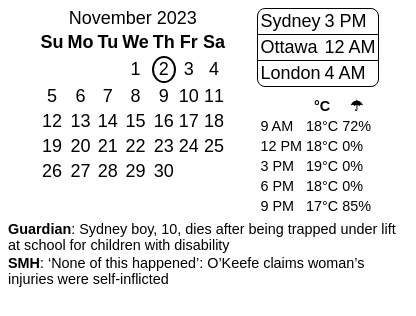 November 2023
Su Mo Tu We Th Fr Sa
1 2 3 4
5 6 7 8 9 10 11
12 13 14 15 16 17 18
19 20 21 22 23 24 25
26 27 28 29 30
Sydney 3 PM
Ottawa 12 AM
London 4 AM
°C ☂
9 AM 18°C 72%
12 PM 18°C 0%
3 PM 19°C 0%
6 PM 18°C 0%
9 PM 17°C 85%
Guardian: Sydney boy, 10, dies after being trapped under lift
at school for children with disability
SMH: ‘None of this happened’: O’Keefe claims woman’s
injuries were self-inflicted